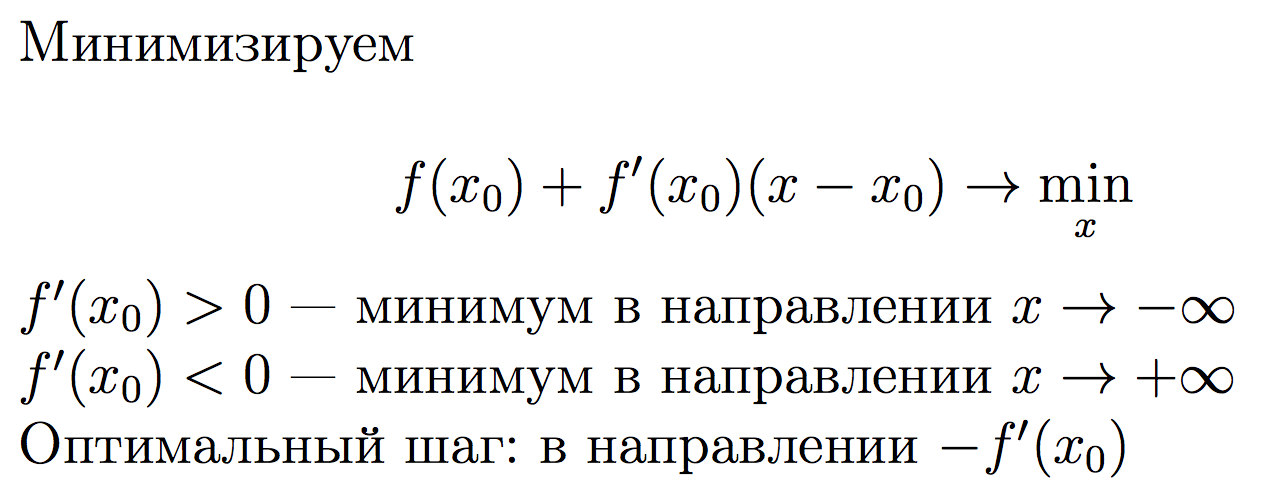 Минимизируем
f(x₀) + f′(x₀)(x − x₀) → min
x
f′(x₀) > 0 — минимум в направлении x → −∞
f′(x₀) < 0 — минимум в направлении x → +∞
Оптимальный шаг: в направлении −f′(x₀)